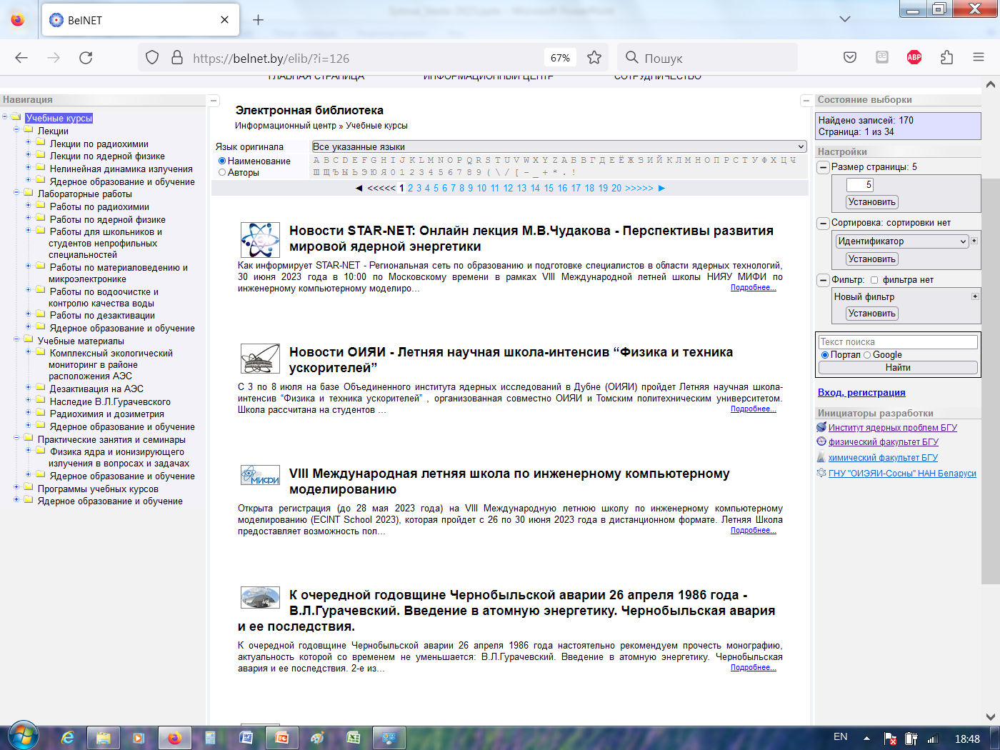 BelNET
https://belnet.by/elib/?i=126
67%
Пошук
ABP
ГЛАВНАЯ СТРАНИЦА
ИНФОРМАЦИОННЫЙ ЦЕНТР
СОТРУДНИЧЕСТВО
Навигация
Учебные курсы
Лекции
Лекции по радиохимии
Лекции по ядерной физике
Нелинейная динамика излучения
Ядерное образование и обучение
Лабораторные работы
Работы по радиохимии
Работы по ядерной физике
Работы для школьников и
студентов непрофильных
специальностей
Работы по материаловедению и
микроэлектронике
Работы по водоочистке и
контролю качества воды
Работы по дезактивации
Ядерное образование и обучение
Учебные материалы
Комплексный экологический
мониторинг в районе
расположения АЭС
Дезактивация на АЭС
Наследие В.Л.Гурачевского
Радиохимия и дозиметрия
Ядерное образование и обучение
Практические занятия и семинары
Физика ядра и ионизирующего
излучения в вопросах и задачах
Ядерное образование и обучение
Программы учебных курсов
Ядерное образование и обучение
Электронная библиотека
Информационный центр » Учебные курсы
Язык оригинала
Все указанные языки
Наименование
Авторы
A B C D E F G H I J K L M N O P Q R S T U V W X Y Z А Б В Г Д Е Ё Ж З И Й К Л М Н О П Р С Т У Ф Х Ц Ч
Ш Щ Ъ Ы Ь Э Ю Я 0 1 2 3 4 5 6 7 8 9 ( \ / [ - _ + * . !
◄ <<<<< 1 2 3 4 5 6 7 8 9 10 11 12 13 14 15 16 17 18 19 20 >>>>> ►
Новости STAR-NET: Онлайн лекция М.В.Чудакова - Перспективы развития
мировой ядерной энергетики
Как информирует STAR-NET - Региональная сеть по образованию и подготовке специалистов в области ядерных технологий,
30 июня 2023 года в 10:00 по Московскому времени в рамках VIII Международной летней школы НИЯУ МИФИ по
инженерному компьютерному моделиро...
Подробнее...
Новости ОИЯИ - Летняя научная школа-интенсив “Физика и техника
ускорителей”
С 3 по 8 июля на базе Объединенного института ядерных исследований в Дубне (ОИЯИ) пройдет Летняя научная школа-
интенсив “Физика и техника ускорителей” , организованная совместно ОИЯИ и Томским политехническим университетом.
Школа рассчитана на студентов ...
Подробнее...
МИФИ
VIII Международная летняя школа по инженерному компьютерному
моделированию
Открыта регистрация (до 28 мая 2023 года) на VIII Международную летнюю школу по инженерному компьютерному
моделированию (ECINT School 2023), которая пройдет с 26 по 30 июня 2023 года в дистанционном формате. Летняя Школа
предоставляет возможность пол...
Подробнее...
К очередной годовщине Чернобыльской аварии 26 апреля 1986 года -
В.Л.Гурачевский. Введение в атомную энергетику. Чернобыльская авария
и ее последствия.
К очередной годовщине Чернобыльской аварии 26 апреля 1986 года настоятельно рекомендуем прочесть монографию,
актуальность которой со временем не уменьшается: В.Л.Гурачевский. Введение в атомную энергетику. Чернобыльская
авария и ее последствия. 2-е из...
Подробнее...
Состояние выборки
Найдено записей: 170
Страница: 1 из 34
Настройки
Размер страницы: 5
5
Установить
Сортировка: сортировки нет
Идентификатор
Установить
Фильтр: фильтра нет
Новый фильтр
Установить
Текст поиска
Портал Google
Найти
Вход, регистрация
Инициаторы разработки
Институт ядерных проблем БГУ
физический факультет БГУ
химический факультет БГУ
ГНУ "ОИЭЯИ-Сосны" НАН Беларуси
EN
18:48